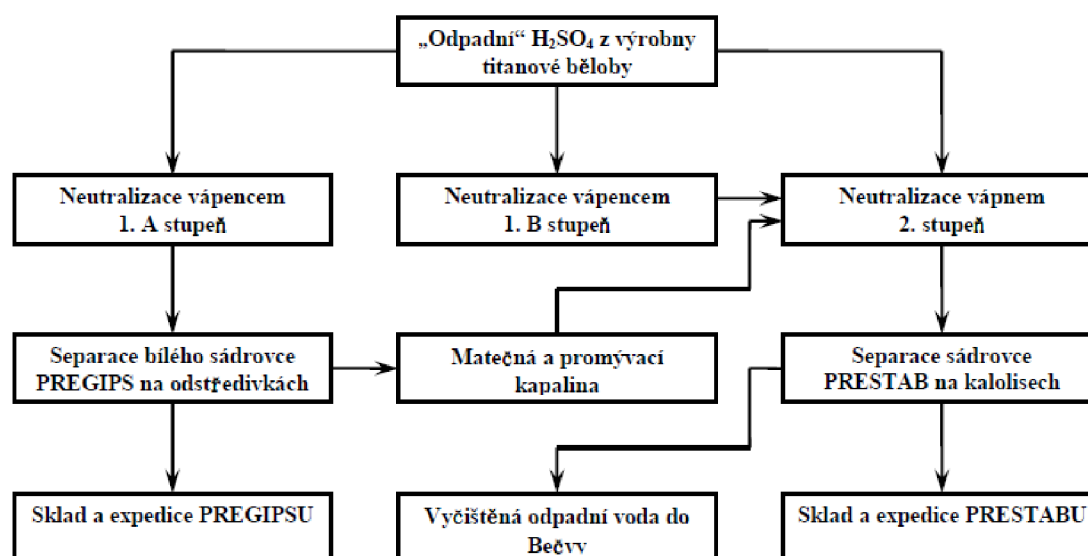 „Odpadní“ H₂SO₄ z výrobny
titanové běloby
Neutralizace vápencem
1. A stupeň
Neutralizace vápencem
1. B stupeň
Neutralizace vápnem
2. stupeň
Separace bílého sádrovce
PREGIPS na odstředivkách
Matečná a promývací
kapalina
Separace sádrovce
PRESTAB na kalolisech
Sklad a expedice PREGIPSU
Vyčištěná odpadní voda do
Bečvy
Sklad a expedice PRESTABU